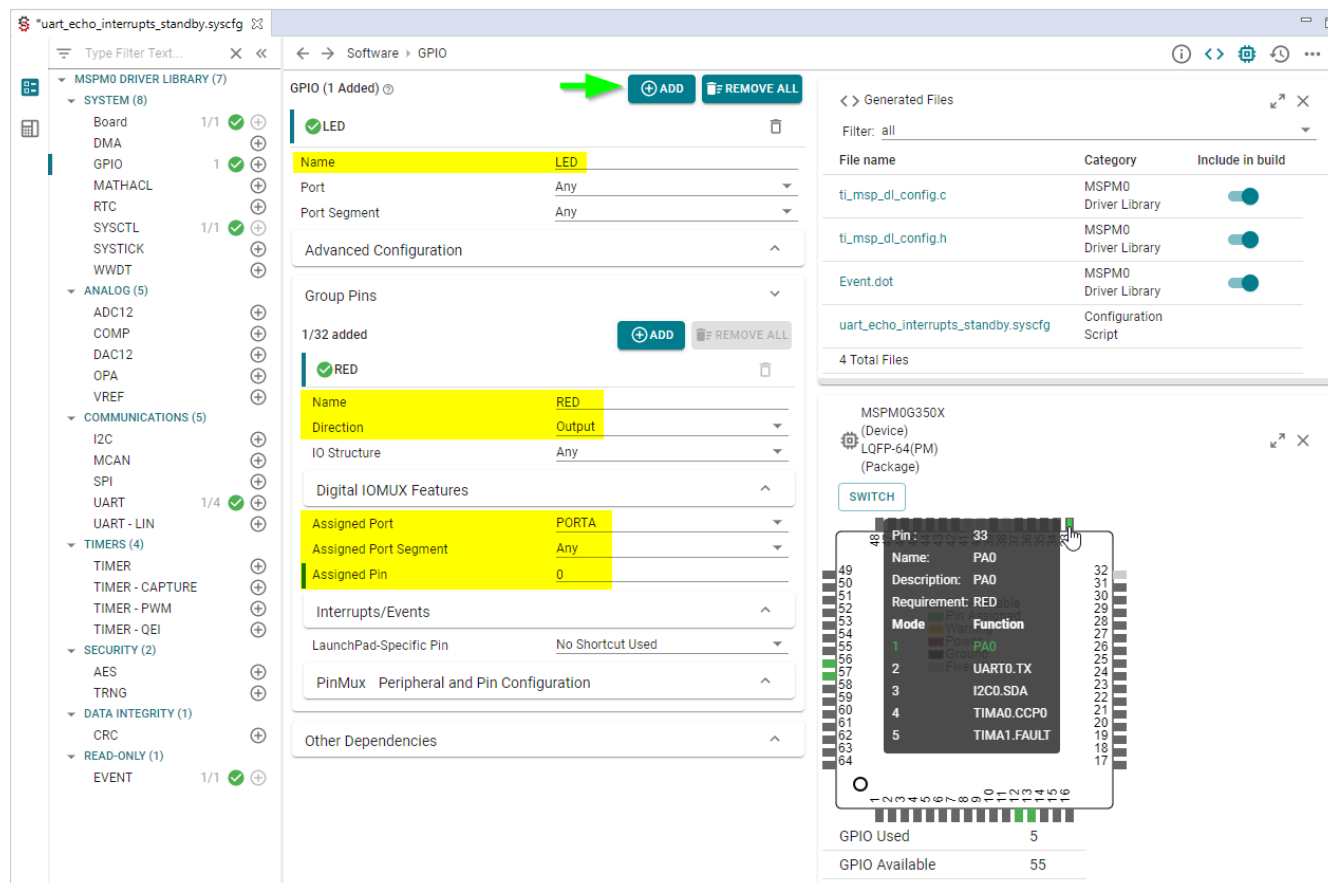 *uart_echo_interrupts_standby.syscfg
Type Filter Text...
Software GPIO
MSPM0 DRIVER LIBRARY (7)
SYSTEM (8)
Board 1/1
DMA
GPIO 1
MATHACL
RTC
SYSCTL 1/1
SYSTICK
WWDT
ANALOG (5)
ADC12
COMP
DAC12
OPA
VREF
COMMUNICATIONS (5)
I2C
MCAN
SPI
UART 1/4
UART - LIN
TIMERS (4)
TIMER
TIMER - CAPTURE
TIMER - PWM
TIMER - QEI
SECURITY (2)
AES
TRNG
DATA INTEGRITY (1)
CRC
READ-ONLY (1)
EVENT 1/1
GPIO (1 Added)
ADD
REMOVE ALL
LED
Name LED
Port Any
Port Segment Any
Advanced Configuration
Group Pins
1/32 added
ADD
REMOVE ALL
RED
Name RED
Direction Output
IO Structure Any
Digital IOMUX Features
Assigned Port PORTA
Assigned Port Segment Any
Assigned Pin 0
Interrupts/Events
LaunchPad-Specific Pin No Shortcut Used
PinMux Peripheral and Pin Configuration
Other Dependencies
Generated Files
Filter: all
File name Category Include in build
ti_msp_dl_config.c MSPM0
Driver Library
ti_msp_dl_config.h MSPM0
Driver Library
Event.dot MSPM0
Driver Library
uart_echo_interrupts_standby.syscfg Configuration
Script
4 Total Files
MSPM0G350X
(Device)
LQFP-64(PM)
(Package)
SWITCH
48
Pin : 33
Name: PA0
Description: PA0
Requirement: RED
Mode Function
1 PA0
2 UART0.TX
3 I2C0.SDA
4 TIMA0.CCP0
5 TIMA1.FAULT
49
50
51
52
53
54
55
56
57
58
59
60
61
62
63
64
32
31
30
29
28
27
26
25
24
23
22
21
20
19
18
17
1 2 3 4 5 6 7 8 9 10 11 12 13 14 15 16
GPIO Used 5
GPIO Available 55